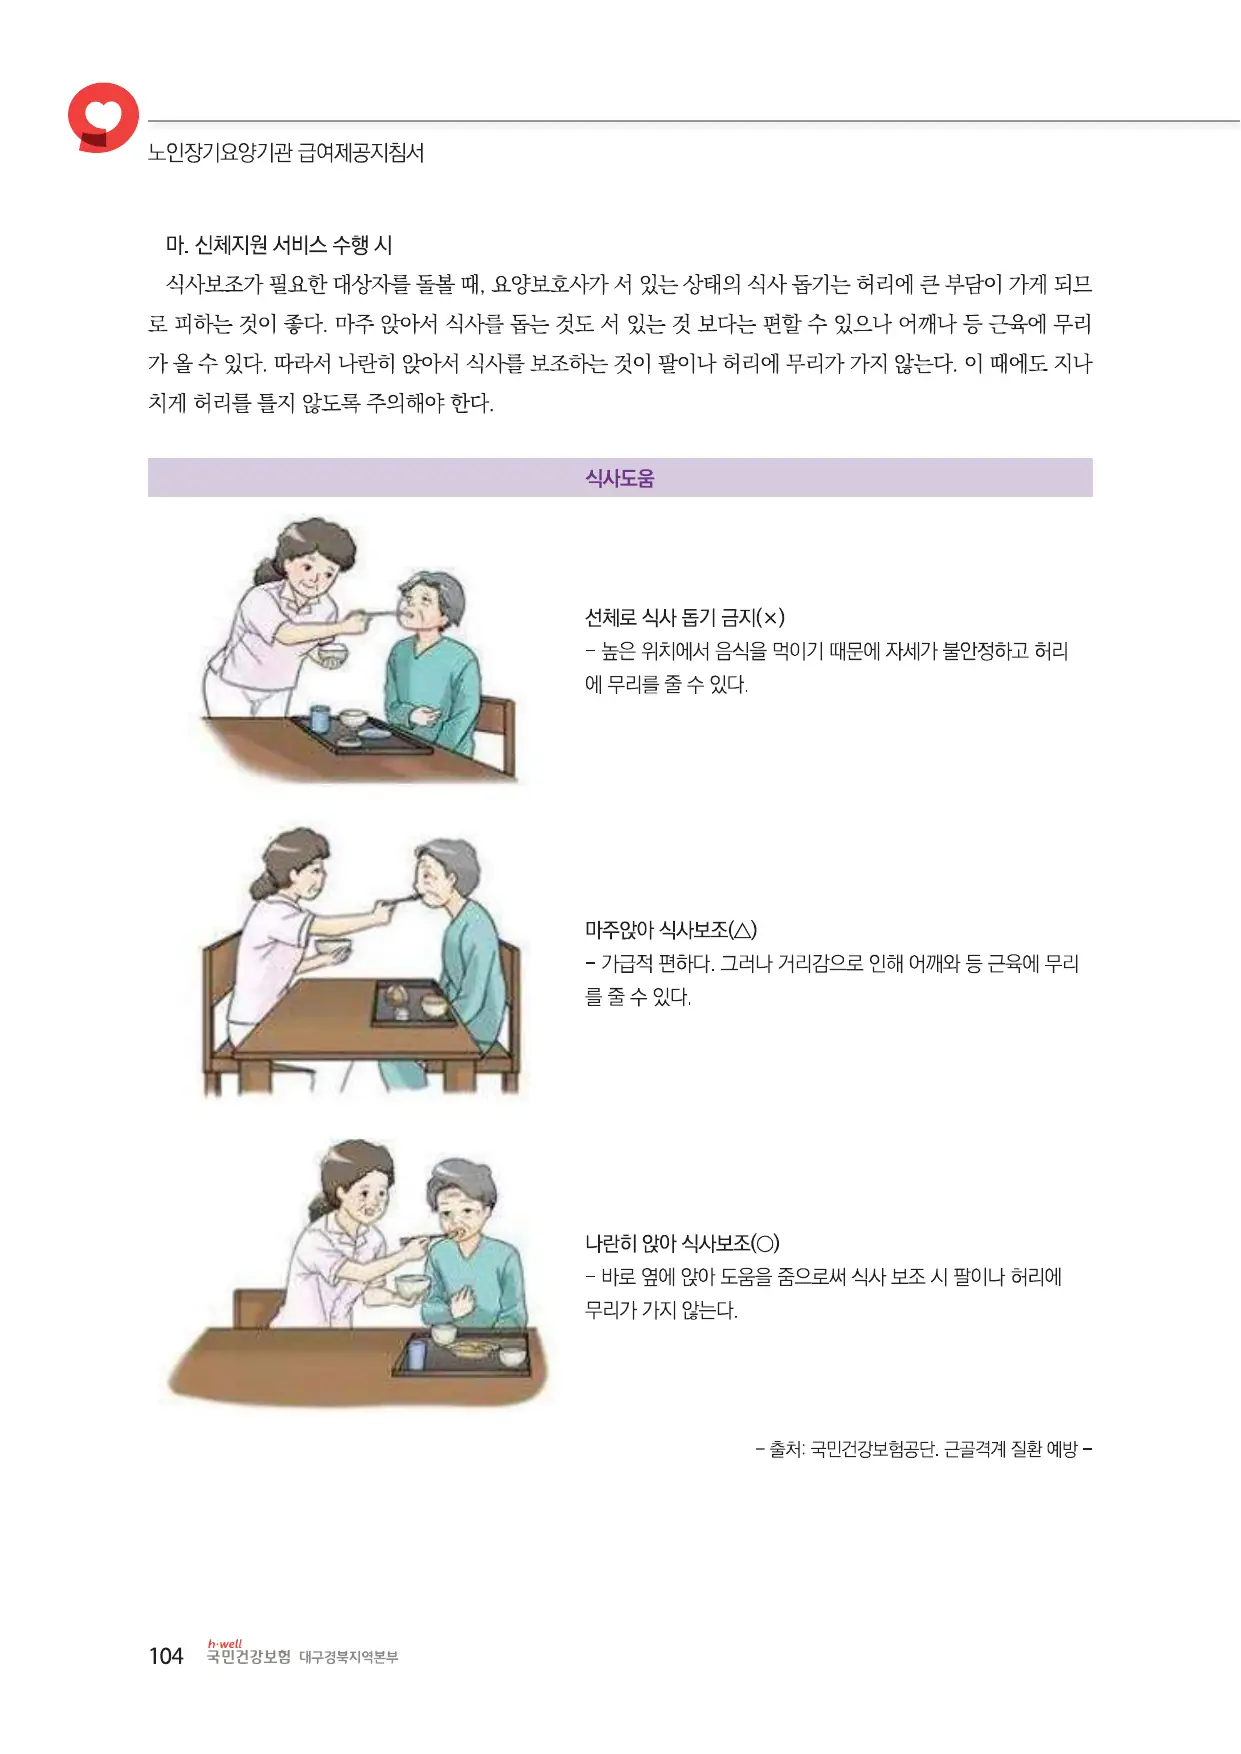 노인장기요양기관 급여제공지침서
마. 신체지원 서비스 수행 시
식사보조가 필요한 대상자를 돌볼 때, 요양보호사가 서 있는 상태의 식사 돕기는 허리에 큰 부담이 가게 되므
로 피하는 것이 좋다. 마주 앉아서 식사를 돕는 것도 서 있는 것 보다는 편할 수 있으나 어깨나 등 근육에 무리
가 올 수 있다. 따라서 나란히 앉아서 식사를 보조하는 것이 팔이나 허리에 무리가 가지 않는다. 이 때에도 지나
치게 허리를 틀지 않도록 주의해야 한다.
식사도움
선체로 식사 돕기 금지(×)
- 높은 위치에서 음식을 먹이기 때문에 자세가 불안정하고 허리
에 무리를 줄 수 있다.
마주앉아 식사보조(△)
- 가급적 편하다. 그러나 거리감으로 인해 어깨와 등 근육에 무리
를 줄 수 있다.
나란히 앉아 식사보조(○)
- 바로 옆에 앉아 도움을 줌으로써 식사 보조 시 팔이나 허리에
무리가 가지 않는다.
- 출처: 국민건강보험공단. 근골격계 질환 예방 -
h·well
104 국민건강보험 대구경북지역본부